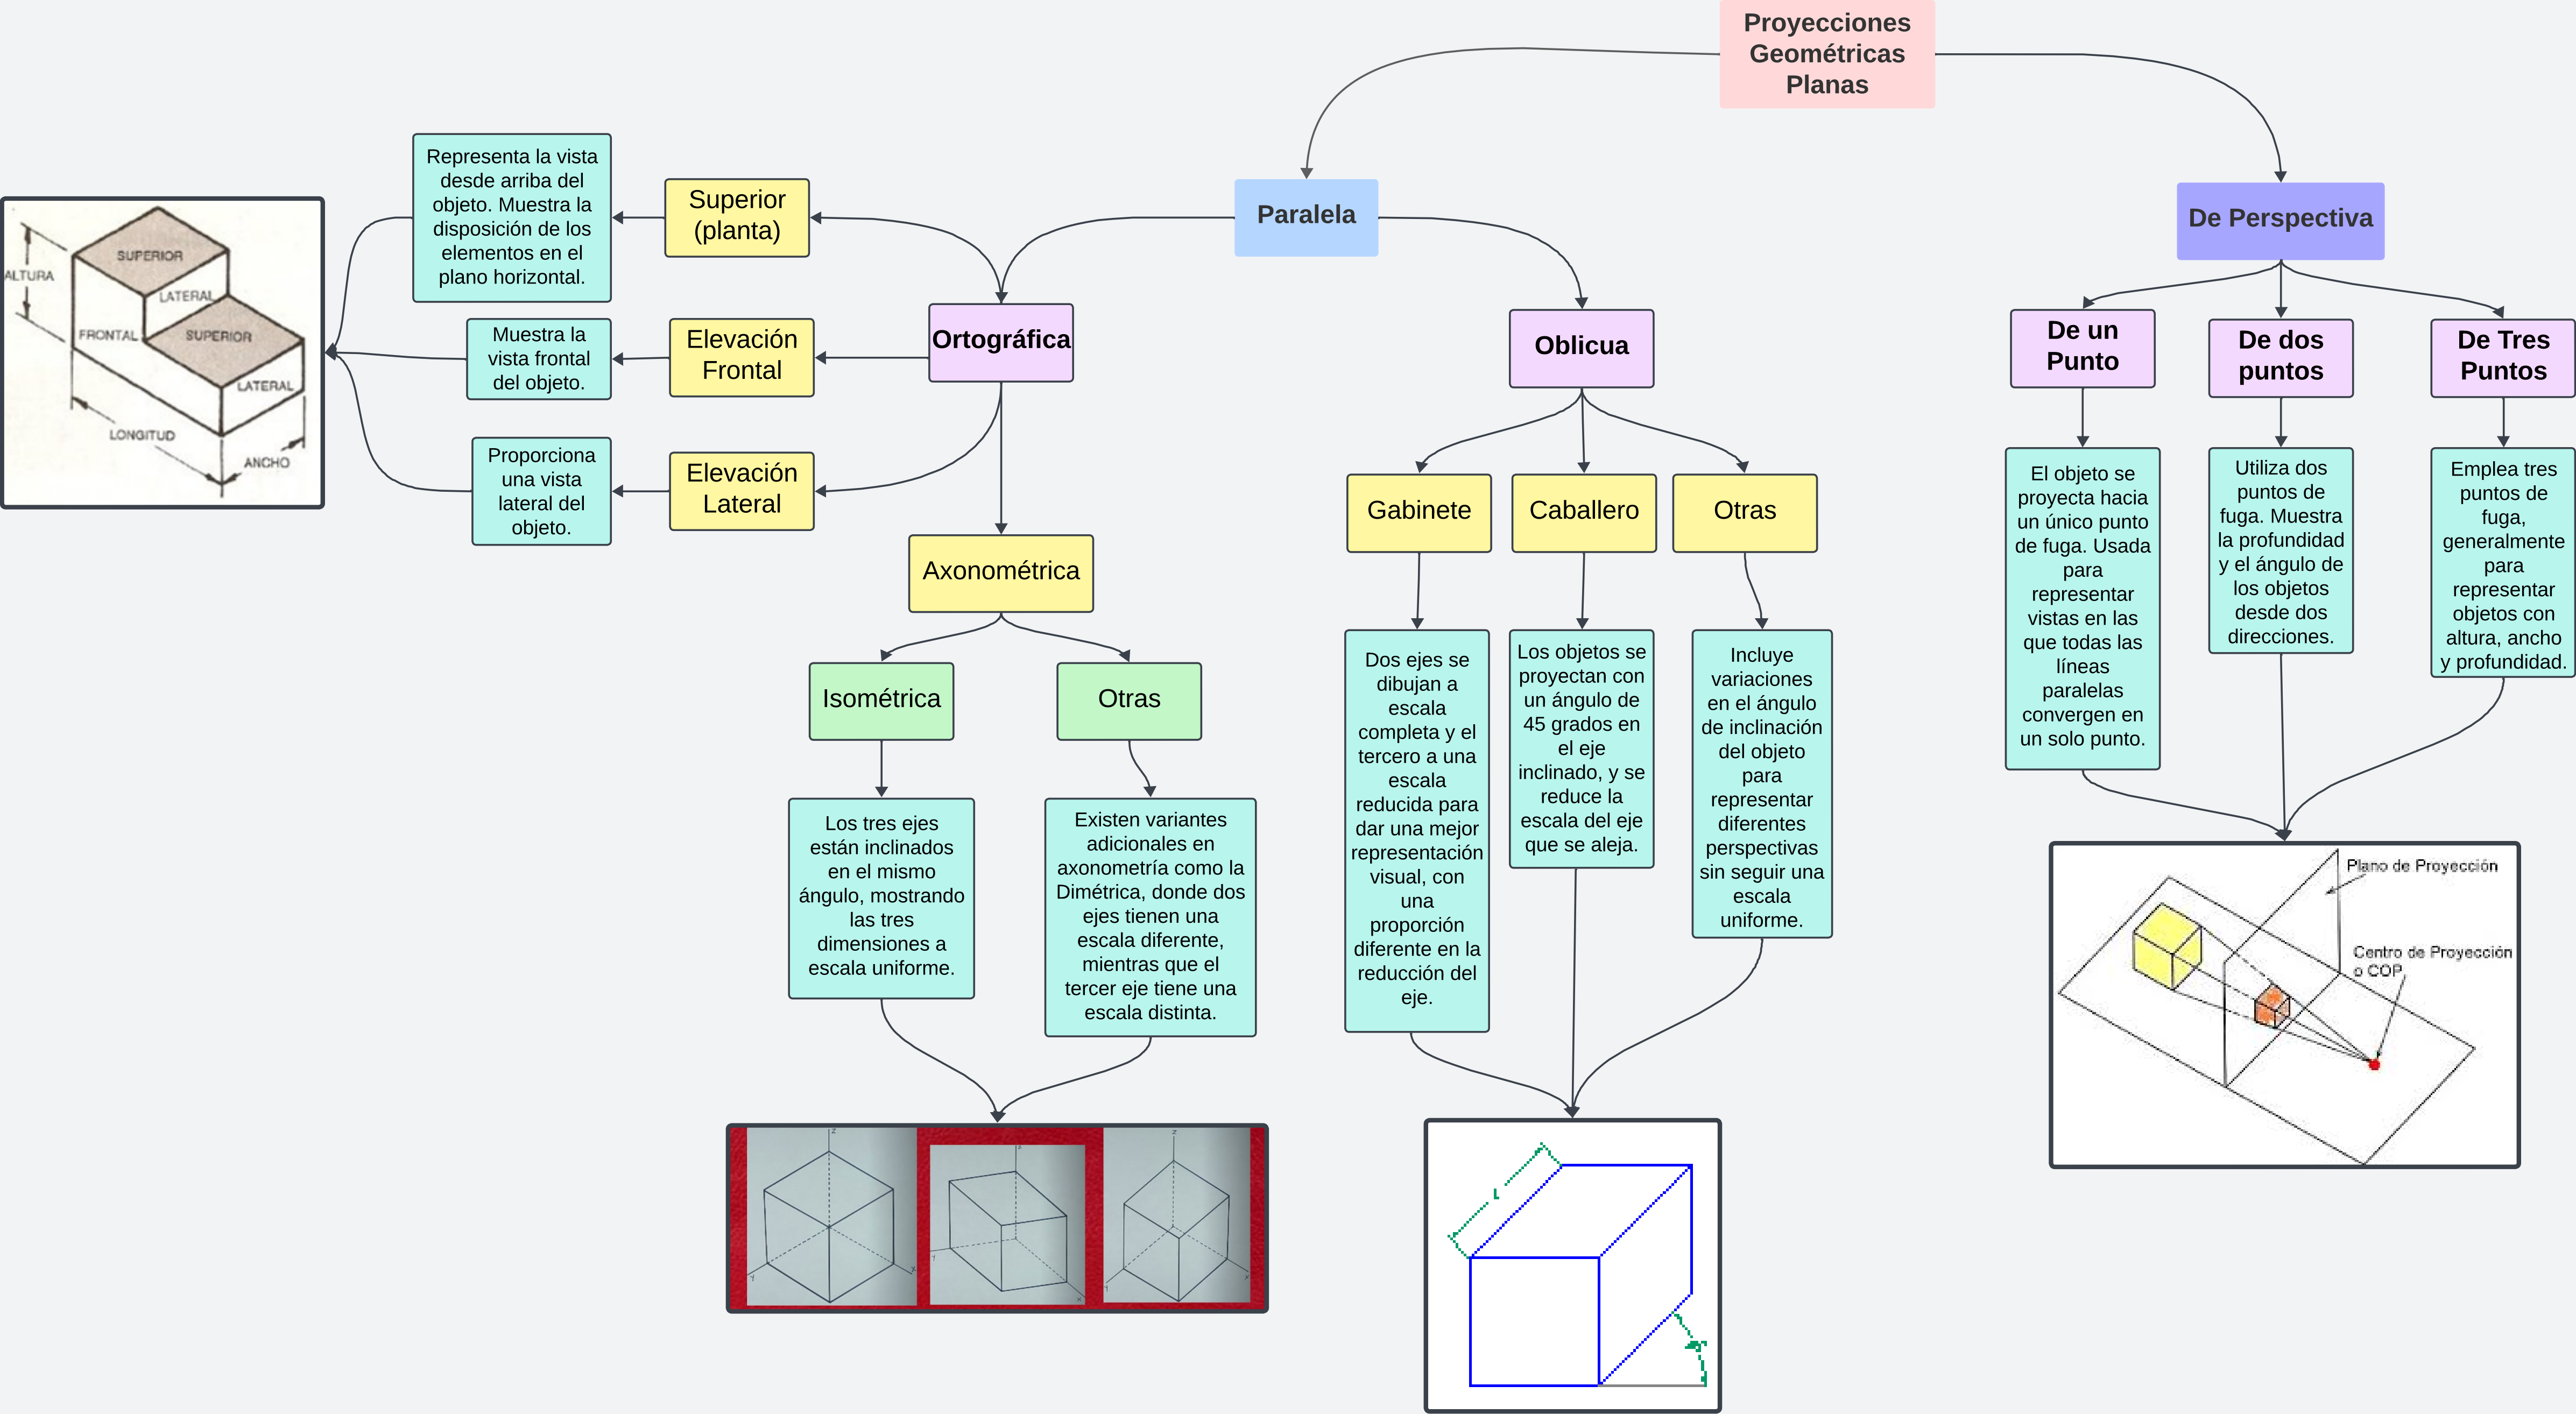 Proyecciones
Geométricas
Planas
Paralela
De Perspectiva
Ortográfica
Oblicua
De un
Punto
De dos
puntos
De Tres
Puntos
Superior
(planta)
Representa la vista
desde arriba del
objeto. Muestra la
disposición de los
elementos en el
plano horizontal.
Elevación
Frontal
Muestra la
vista frontal
del objeto.
Elevación
Lateral
Proporciona
una vista
lateral del
objeto.
SUPERIOR
ALTURA
LATERAL
FRONTAL
SUPERIOR
LATERAL
LONGITUD
ANCHO
Axonométrica
Isométrica
Otras
Los tres ejes
están inclinados
en el mismo
ángulo, mostrando
las tres
dimensiones a
escala uniforme.
Existen variantes
adicionales en
axonometría como la
Dimétrica, donde dos
ejes tienen una
escala diferente,
mientras que el
tercer eje tiene una
escala distinta.
Z
Y
X
Y
X
Z
Y
X
Gabinete
Caballero
Otras
Dos ejes se
dibujan a
escala
completa y el
tercero a una
escala
reducida para
dar una mejor
representación
visual, con
una
proporción
diferente en la
reducción del
eje.
Los objetos se
proyectan con
un ángulo de
45 grados en
el eje
inclinado, y se
reduce la
escala del eje
que se aleja.
Incluye
variaciones
en el ángulo
de inclinación
del objeto
para
representar
diferentes
perspectivas
sin seguir una
escala
uniforme.
L
El objeto se
proyecta hacia
un único punto
de fuga. Usada
para
representar
vistas en las
que todas las
líneas
paralelas
convergen en
un solo punto.
Utiliza dos
puntos de
fuga. Muestra
la profundidad
y el ángulo de
los objetos
desde dos
direcciones.
Emplea tres
puntos de
fuga,
generalmente
para
representar
objetos con
altura, ancho
y profundidad.
Plano de Proyección
Centro de Proyección
o COP